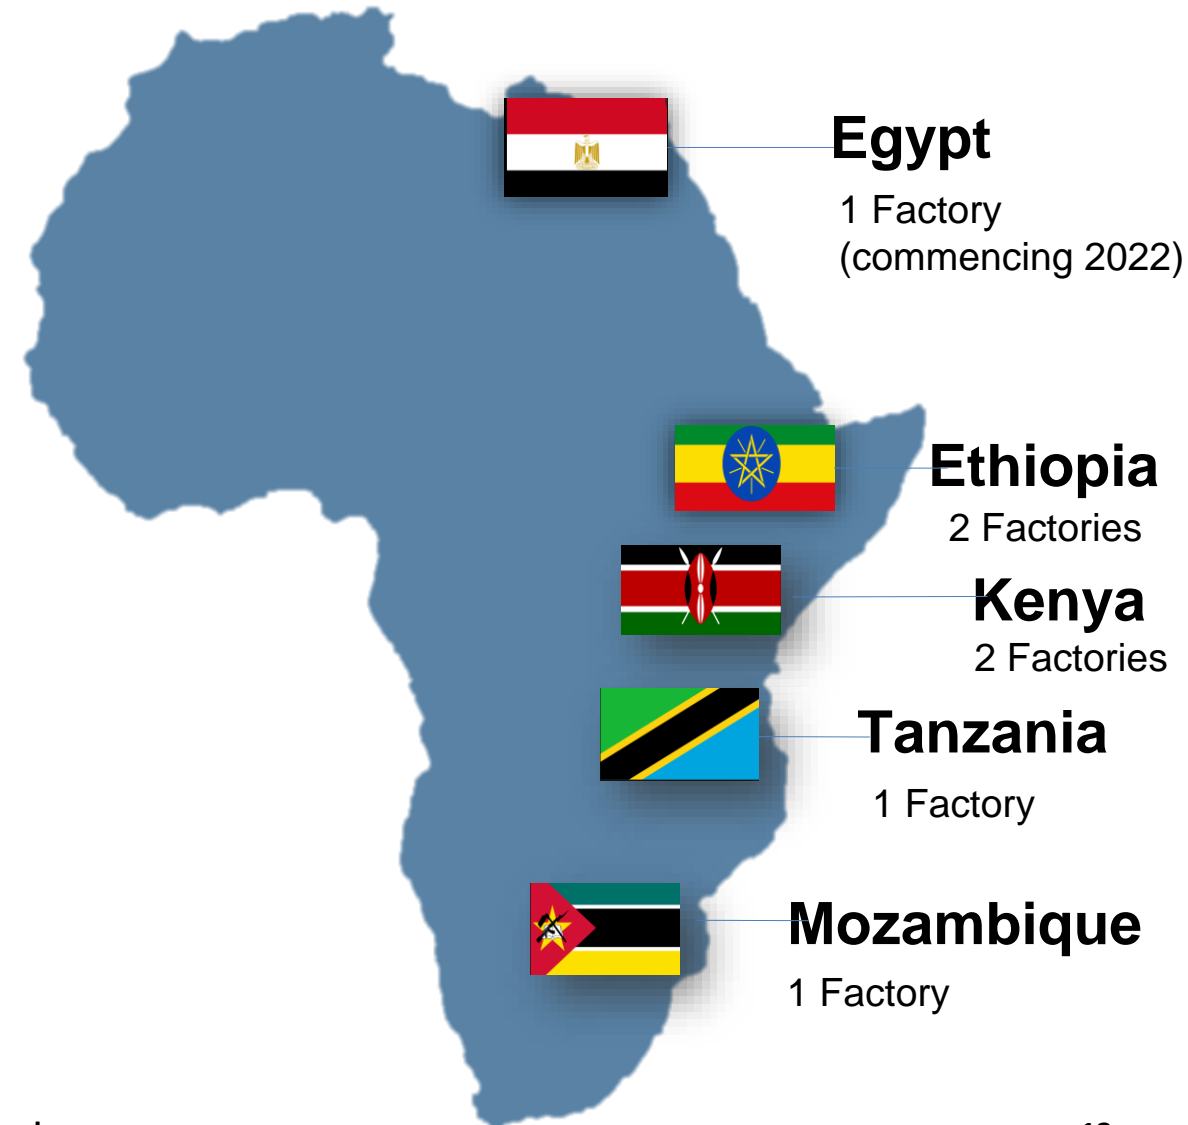 Egypt
1 Factory
(commencing 2022)
Ethiopia
2 Factories
Kenya
2 Factories
Tanzania
1 Factory
Mozambique
1 Factory